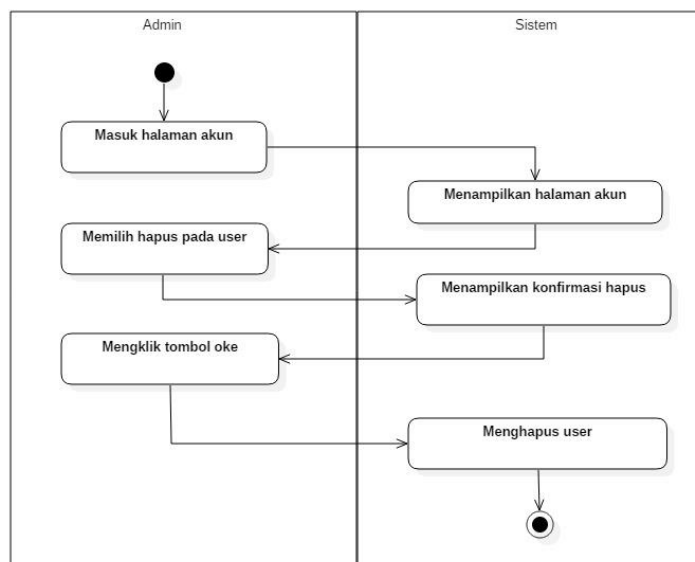 Admin
Sistem
Masuk halaman akun
Menampilkan halaman akun
Memilih hapus pada user
Menampilkan konfirmasi hapus
Mengklik tombol oke
Menghapus user